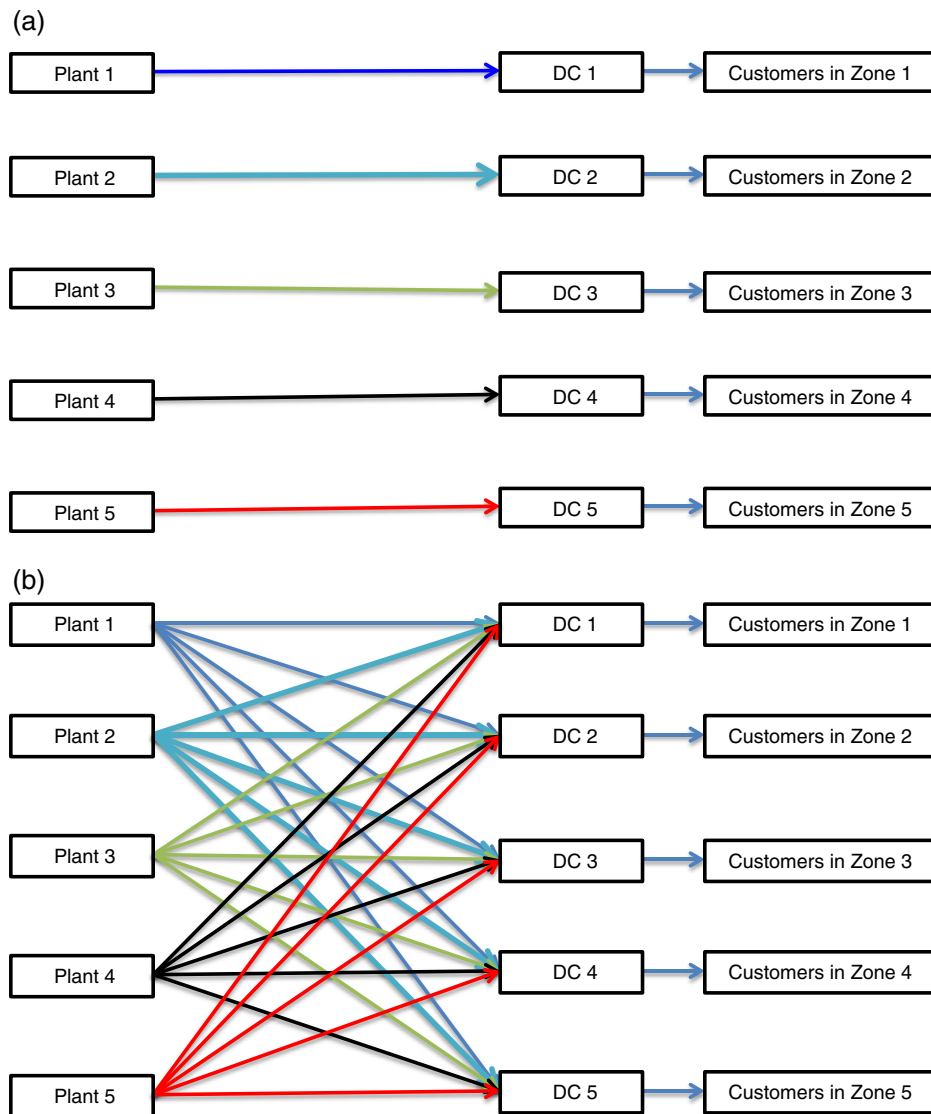 (a)
Plant 1 DC 1 Customers in Zone 1
Plant 2 DC 2 Customers in Zone 2
Plant 3 DC 3 Customers in Zone 3
Plant 4 DC 4 Customers in Zone 4
Plant 5 DC 5 Customers in Zone 5
(b)
Plant 1 DC 1 Customers in Zone 1
Plant 2 DC 2 Customers in Zone 2
Plant 3 DC 3 Customers in Zone 3
Plant 4 DC 4 Customers in Zone 4
Plant 5 DC 5 Customers in Zone 5